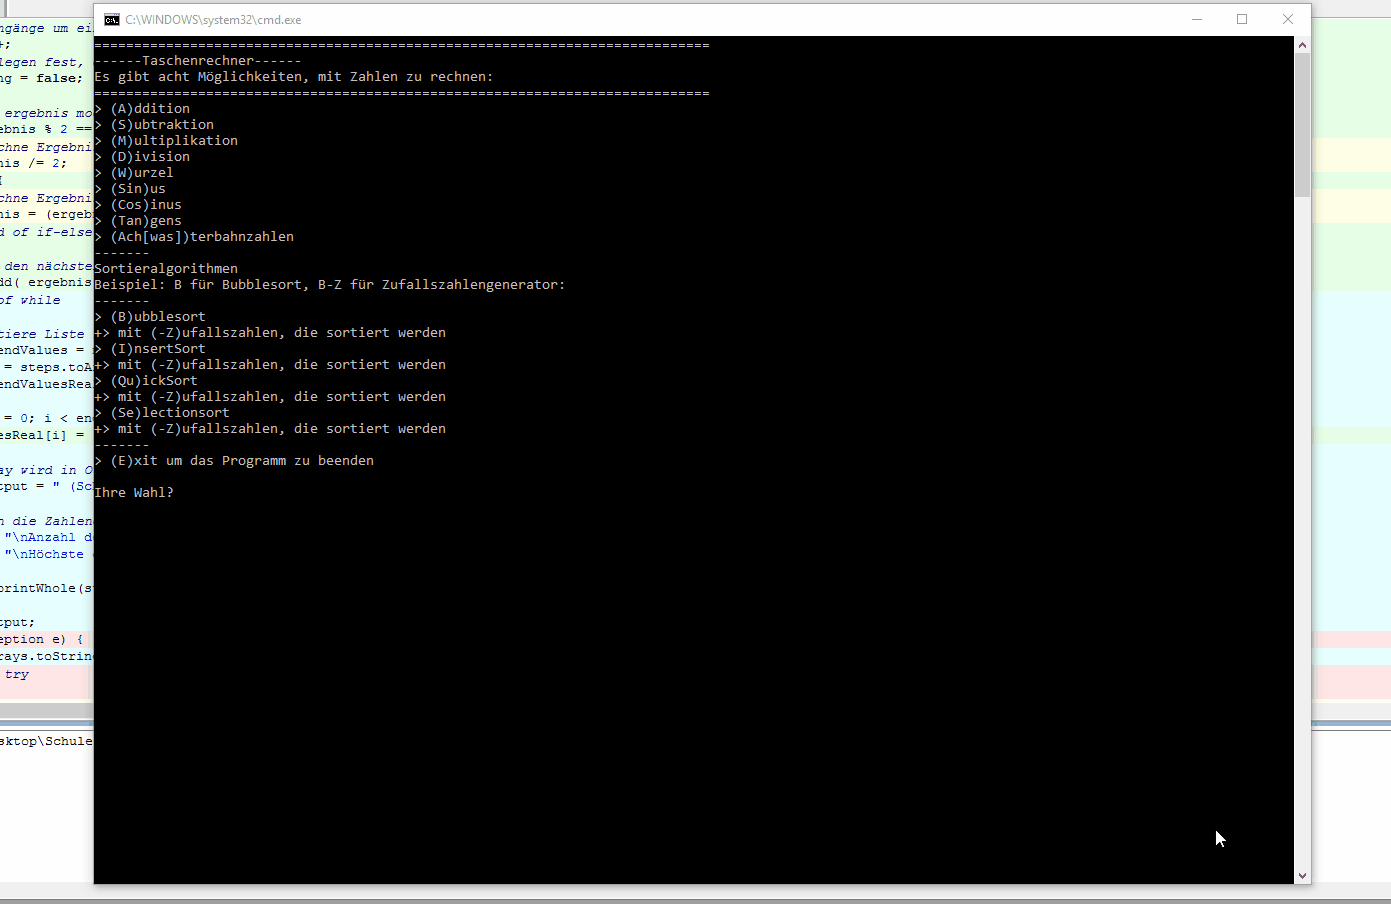 C:\WINDOWS\system32\cmd.exe
=============================================================================
------Taschenrechner------
Es gibt acht Möglichkeiten, mit Zahlen zu rechnen:
=============================================================================
> (A)ddition
> (S)ubtraktion
> (M)ultiplikation
> (D)ivision
> (W)urzel
> (Sin)us
> (Cos)inus
> (Tan)gens
> (Ach[was])terbahnzahlen
-------
Sortieralgorithmen
Beispiel: B für Bubblesort, B-Z für Zufallszahlengenerator:
-------
> (B)ubblesort
+> mit (-Z)ufallszahlen, die sortiert werden
> (I)nsertSort
+> mit (-Z)ufallszahlen, die sortiert werden
> (Qu)ickSort
+> mit (-Z)ufallszahlen, die sortiert werden
> (Se)lectionsort
+> mit (-Z)ufallszahlen, die sortiert werden
-------
> (E)xit um das Programm zu beenden
Ihre Wahl?
ngänge um ei
+;
legen fest,
ng = false;
ergebnis mo
ebnis % 2 ==
chne Ergebni
nis /= 2;
chne Ergebni
nis = (ergeb
d of if-else
den nächste
dd( ergebnis
of while
tiere Liste
endValues =
= steps.toA
endValuesRea
= 0; i < en
esReal[i] =
ay wird in O
tput = " (Sc
n die Zahlen
"\nAnzahl d
"\nHöchste
printWhole(s
tput;
eption e) {
rays.toStrin
try
sktop\Schule